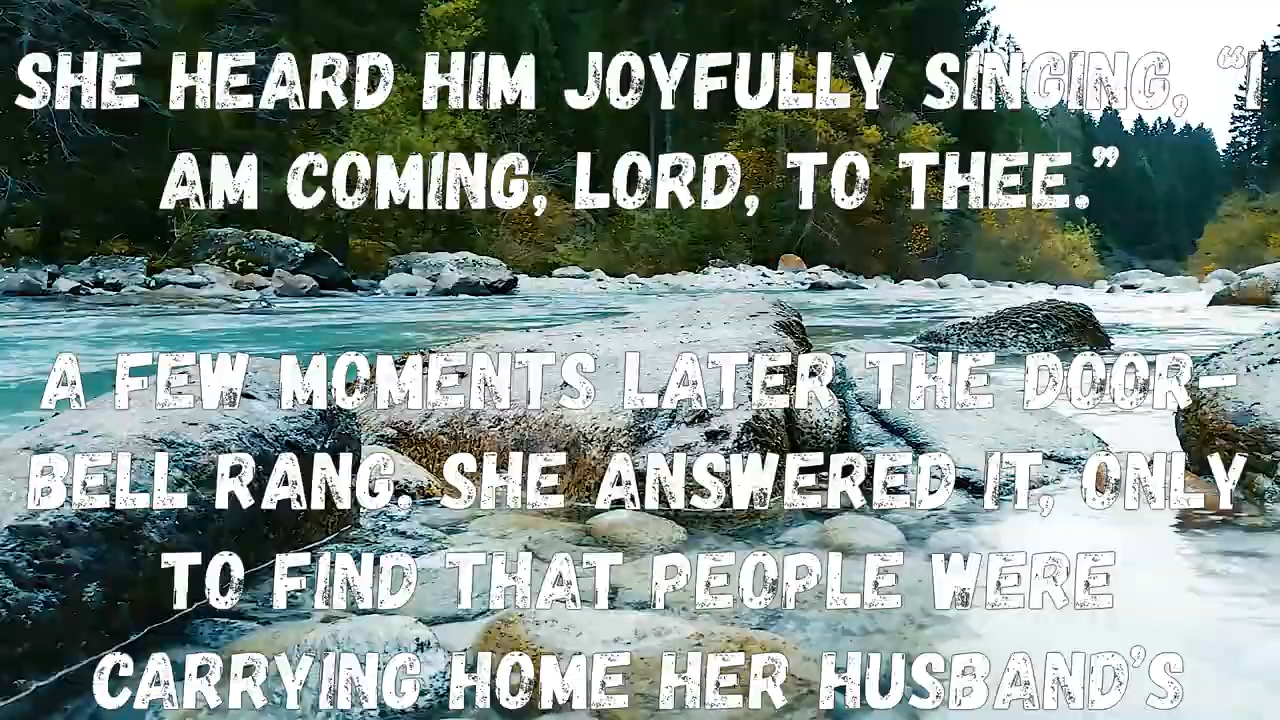 SHE HEARD HIM JOYFULLY SINGING, “I
AM COMING, LORD, TO THEE.”
A FEW MOMENTS LATER THE DOOR-
BELL RANG. SHE ANSWERED IT, ONLY
TO FIND THAT PEOPLE WERE
CARRYING HOME HER HUSBAND’S